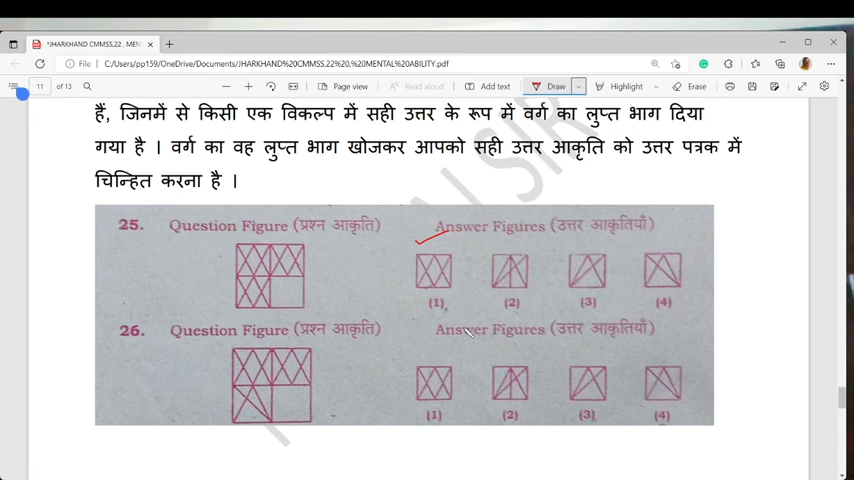 *JHARKHAND CMMSS,22 , MEN
File C:/Users/pp159/OneDrive/Documents/JHARKHAND%20CMMSS,22%20,%20MENTAL%20ABILITY.pdf
11 of 13 Page view Read aloud Add text Draw Highlight Erase
हैं, जिनमें से किसी एक विकल्प में सही उत्तर के रूप में वर्ग का लुप्त भाग दिया
गया है । वर्ग का वह लुप्त भाग खोजकर आपको सही उत्तर आकृति को उत्तर पत्रक में
चिन्हित करना है ।
25. Question Figure (प्रश्न आकृति) Answer Figures (उत्तर आकृतियाँ)
(1) (2) (3) (4)
26. Question Figure (प्रश्न आकृति) Answer Figures (उत्तर आकृतियाँ)
(1) (2) (3) (4)